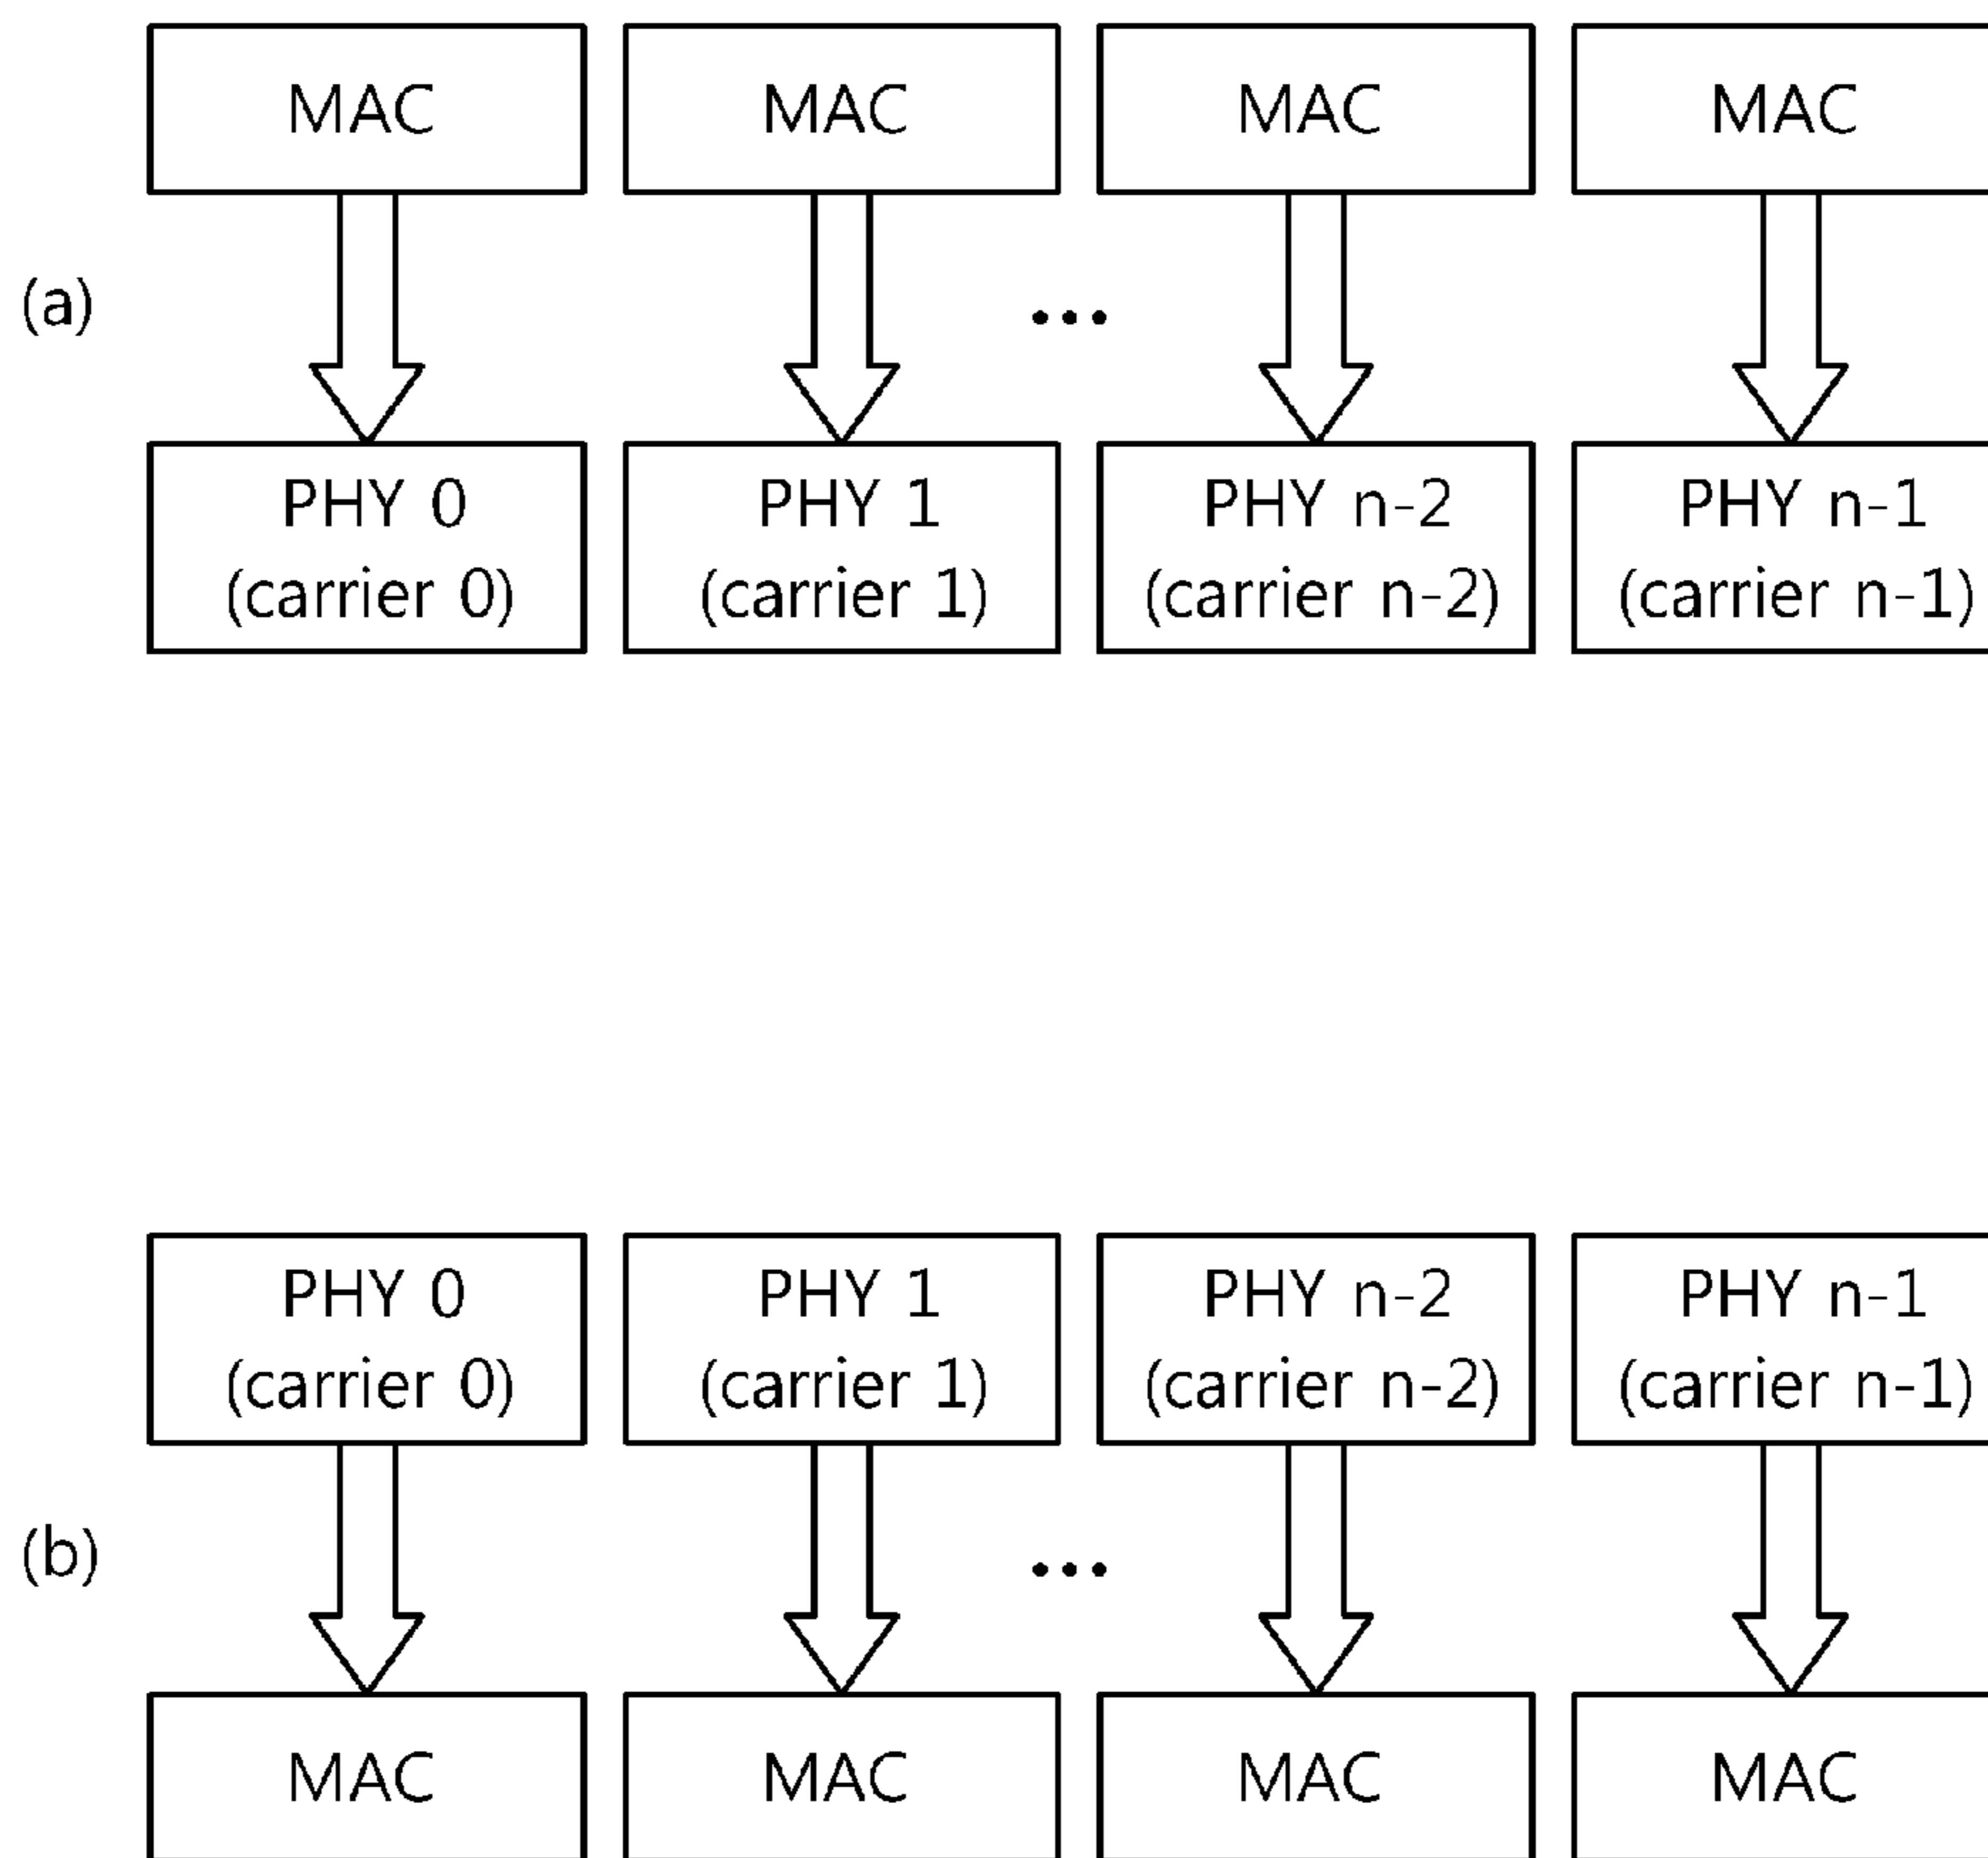 MAC MAC MAC MAC
(a) ...
PHY 0 PHY 1 PHY n-2 PHY n-1
(carrier 0) (carrier 1) (carrier n-2) (carrier n-1)
PHY 0 PHY 1 PHY n-2 PHY n-1
(carrier 0) (carrier 1) (carrier n-2) (carrier n-1)
(b) ...
MAC MAC MAC MAC